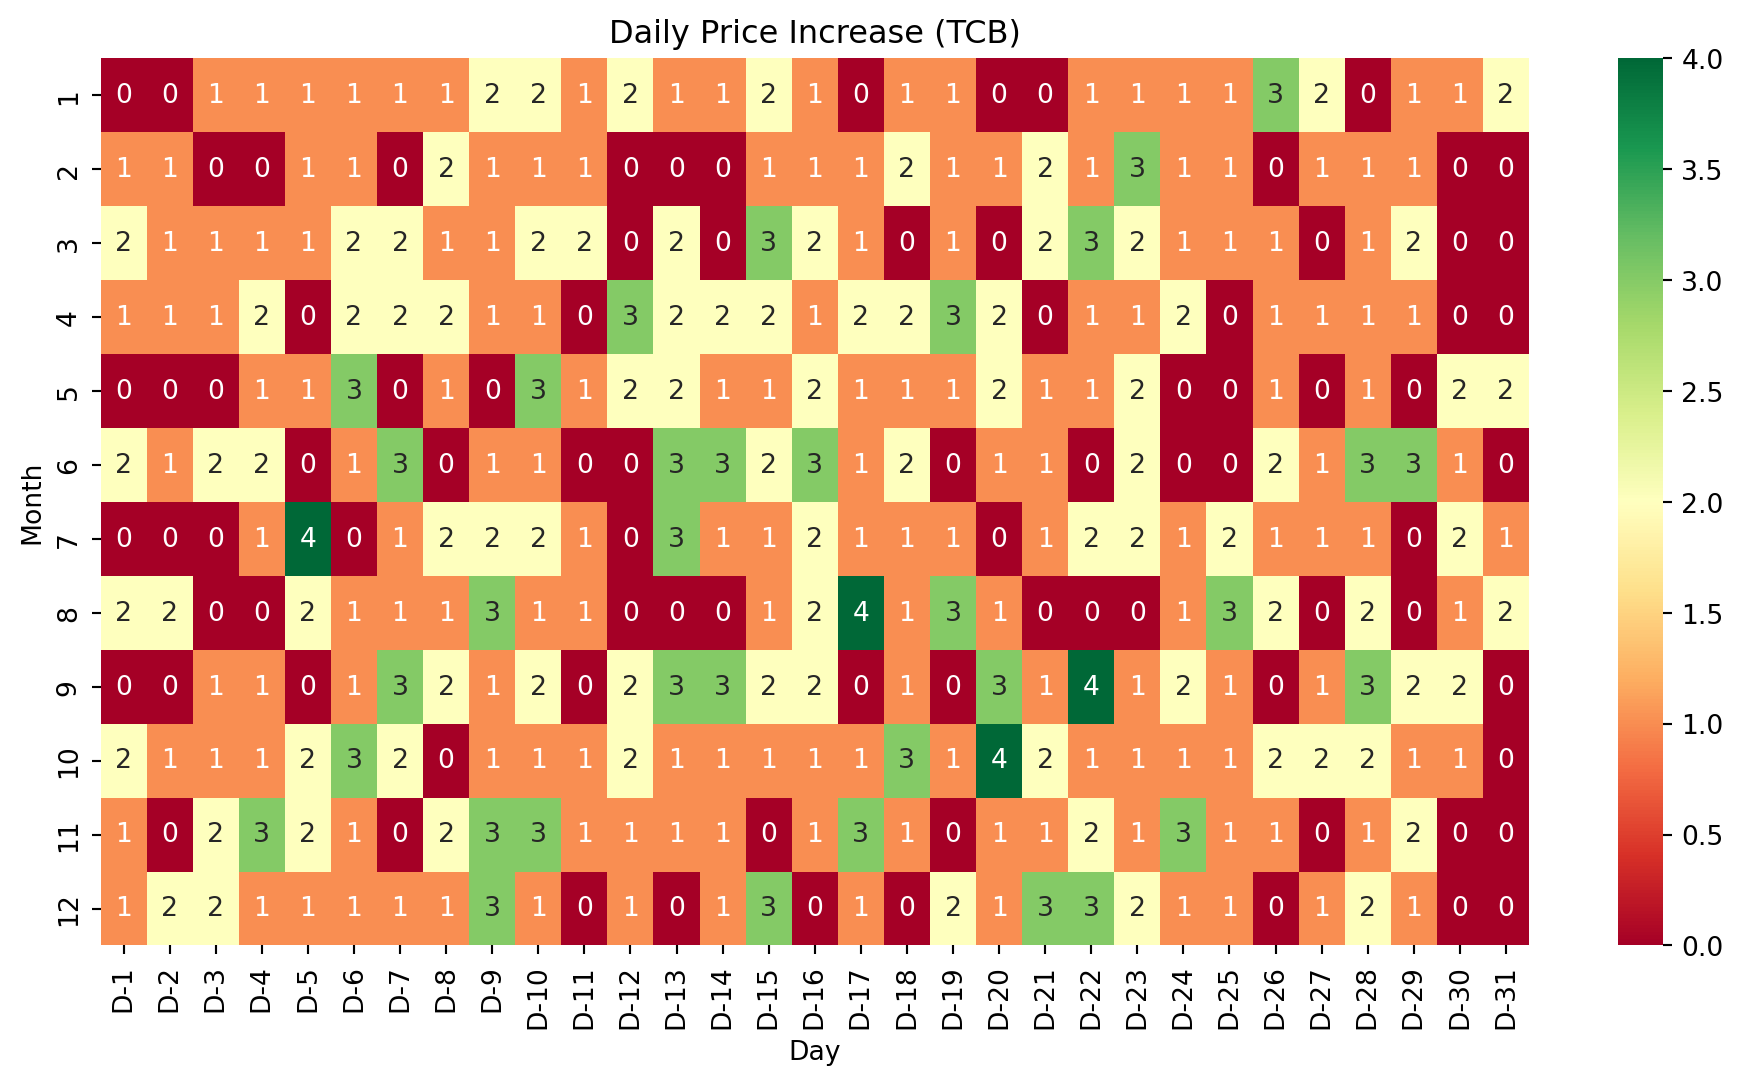 Daily Price Increase (TCB)
1 0 0 1 1 1 1 1 1 2 2 1 2 1 1 2 1 0 1 1 0 0 1 1 1 1 3 2 0 1 1 2
2 1 1 0 0 1 1 0 2 1 1 1 0 0 0 1 1 1 2 1 1 2 1 3 1 1 0 1 1 1 0 0
3 2 1 1 1 1 2 2 1 1 2 2 0 2 0 3 2 1 0 1 0 2 3 2 1 1 1 0 1 2 0 0
4 1 1 1 2 0 2 2 2 1 1 0 3 2 2 2 1 2 2 3 2 0 1 1 2 0 1 1 1 1 0 0
5 0 0 0 1 1 3 0 1 0 3 1 2 2 1 1 2 1 1 1 2 1 1 2 0 0 1 0 1 0 2 2
6 2 1 2 2 0 1 3 0 1 1 0 0 3 3 2 3 1 2 0 1 1 0 2 0 0 2 1 3 3 1 0
7 0 0 0 1 4 0 1 2 2 2 1 0 3 1 1 2 1 1 1 0 1 2 2 1 2 1 1 1 0 2 1
8 2 2 0 0 2 1 1 1 3 1 1 0 0 0 1 2 4 1 3 1 0 0 0 1 3 2 0 2 0 1 2
9 0 0 1 1 0 1 3 2 1 2 0 2 3 3 2 2 0 1 0 3 1 4 1 2 1 0 1 3 2 2 0
10 2 1 1 1 2 3 2 0 1 1 1 2 1 1 1 1 1 3 1 4 2 1 1 1 1 2 2 2 1 1 0
11 1 0 2 3 2 1 0 2 3 3 1 1 1 1 0 1 3 1 0 1 1 2 1 3 1 1 0 1 2 0 0
12 1 2 2 1 1 1 1 1 3 1 0 1 0 1 3 0 1 0 2 1 3 3 2 1 1 0 1 2 1 0 0
Month
D-1 D-2 D-3 D-4 D-5 D-6 D-7 D-8 D-9 D-10 D-11 D-12 D-13 D-14 D-15 D-16 D-17 D-18 D-19 D-20 D-21 D-22 D-23 D-24 D-25 D-26 D-27 D-28 D-29 D-30 D-31
Day
4.0
3.5
3.0
2.5
2.0
1.5
1.0
0.5
0.0